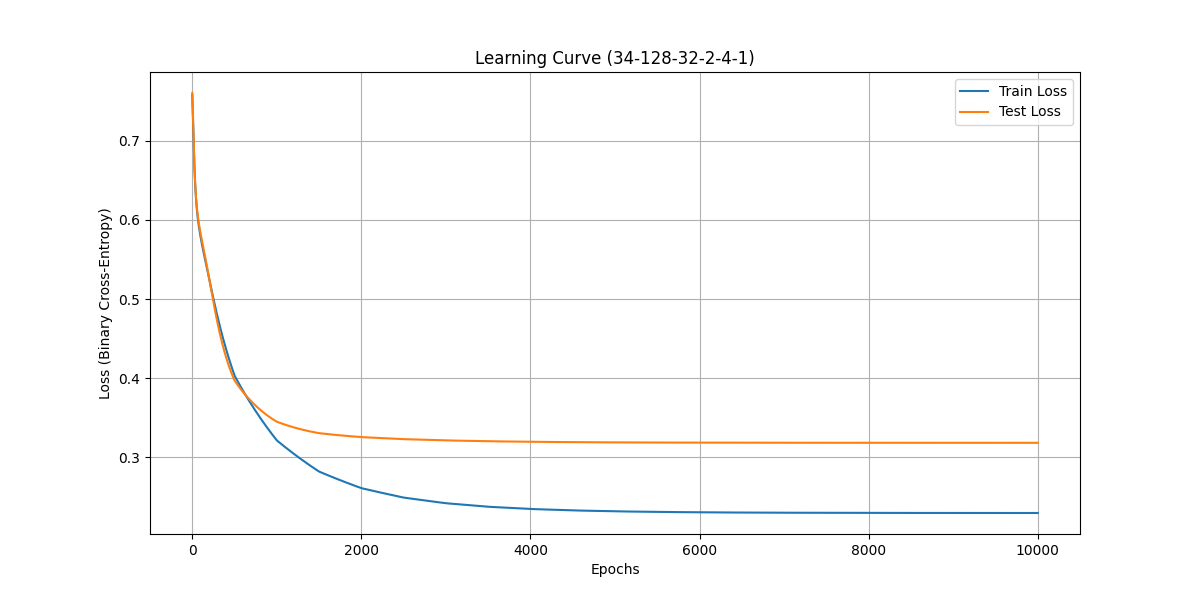 Learning Curve (34-128-32-2-4-1)
Train Loss
Test Loss
Loss (Binary Cross-Entropy)
0.7
0.6
0.5
0.4
0.3
0 2000 4000 6000 8000 10000
Epochs